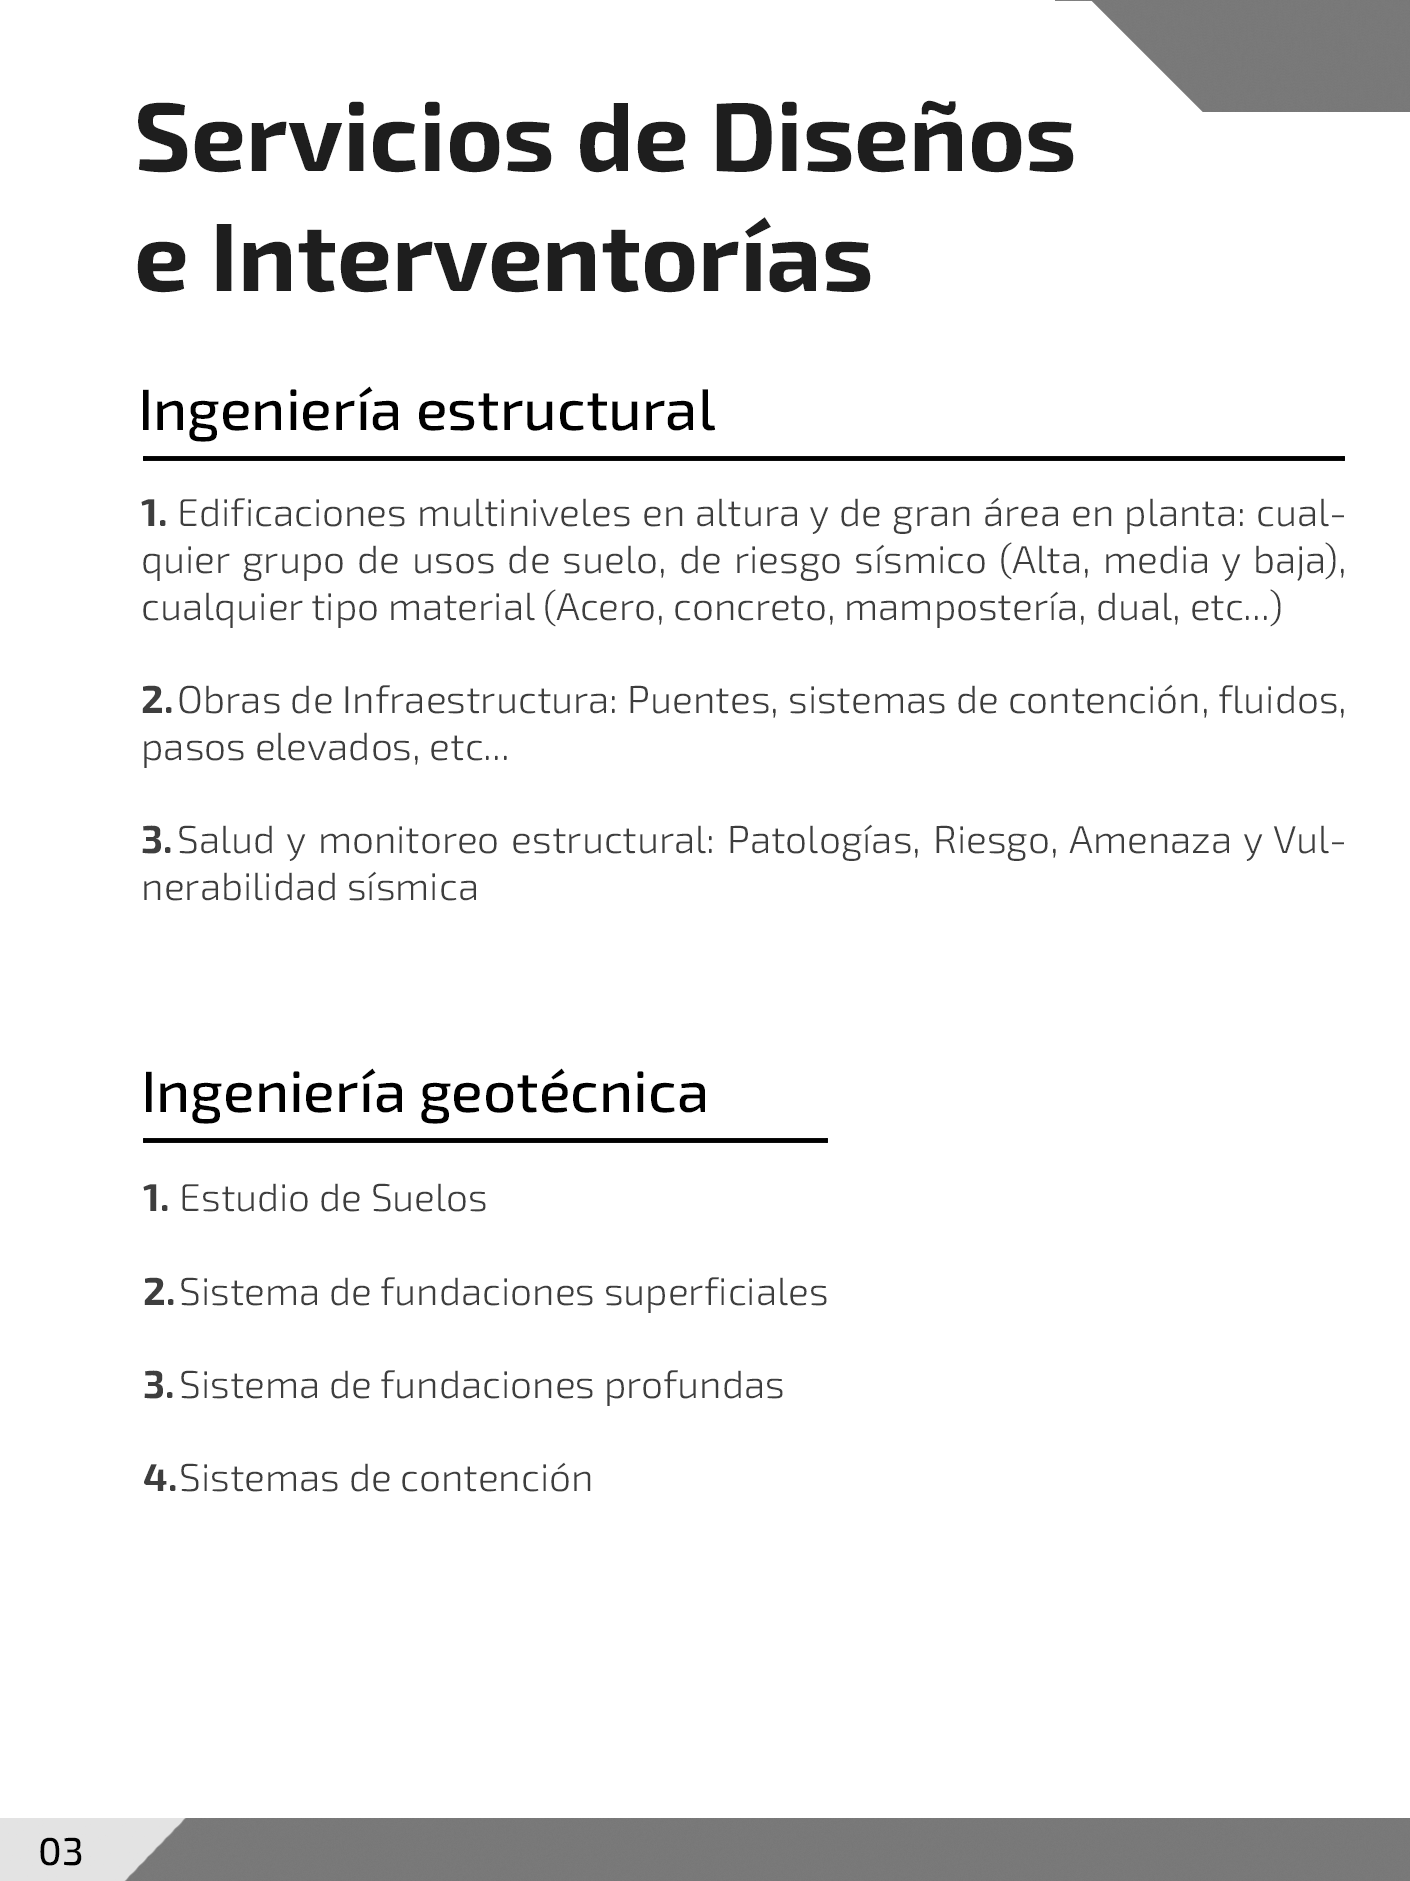 Servicios de Diseños
e Interventorías
Ingeniería estructural
1. Edificaciones multiniveles en altura y de gran área en planta: cual-
quier grupo de usos de suelo, de riesgo sísmico (Alta, media y baja),
cualquier tipo material (Acero, concreto, mampostería, dual, etc...)
2. Obras de Infraestructura: Puentes, sistemas de contención, fluidos,
pasos elevados, etc...
3. Salud y monitoreo estructural: Patologías, Riesgo, Amenaza y Vul-
nerabilidad sísmica
Ingeniería geotécnica
1. Estudio de Suelos
2. Sistema de fundaciones superficiales
3. Sistema de fundaciones profundas
4. Sistemas de contención
03